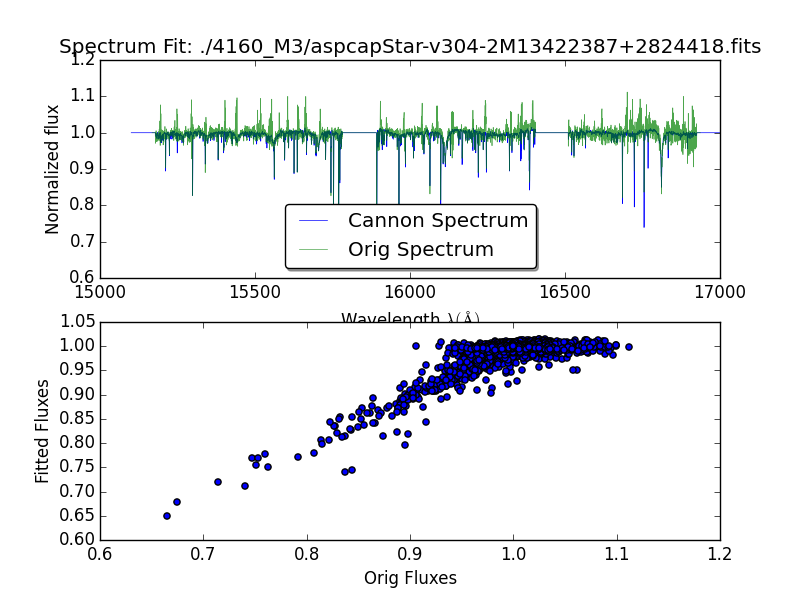 Spectrum Fit: ./4160_M3/aspcapStar-v304-2M13422387+2824418.fits
1.2
1.1
1.0
0.9
0.8
0.7
0.6
Normalized flux
Cannon Spectrum
Orig Spectrum
15000 15500 16000 16500 17000
Wavelength λ(Å)
1.05
1.00
0.95
0.90
0.85
0.80
0.75
0.70
0.65
0.60
Fitted Fluxes
0.6 0.7 0.8 0.9 1.0 1.1 1.2
Orig Fluxes